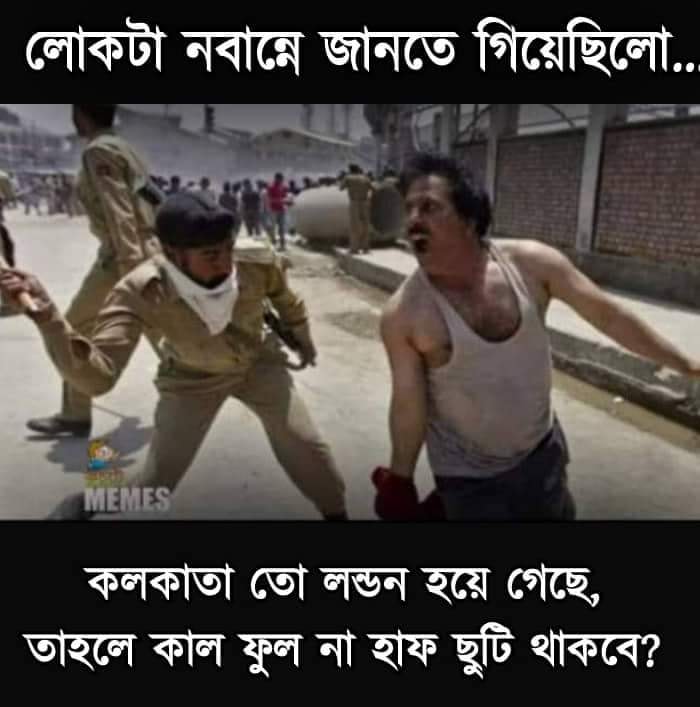 লোকটা নবান্নে জানতে গিয়েছিলো...
MEMES
কলকাতা তো লন্ডন হয়ে গেছে,
তাহলে কাল ফুল না হাফ ছুটি থাকবে?